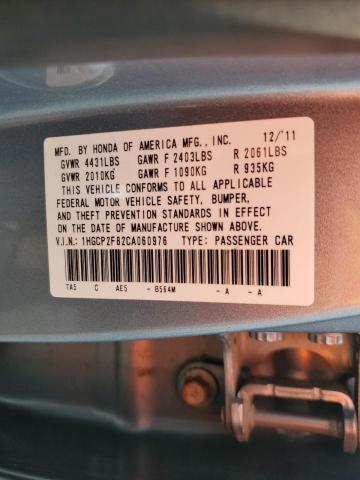 MFD. BY HONDA OF AMERICA MFG., INC. 12/'11
GVWR 4431LBS GAWR F 2403LBS R 2061LBS
GVWR 2010KG GAWR F 1090KG R 935KG
THIS VEHICLE CONFORMS TO ALL APPLICABLE
FEDERAL MOTOR VEHICLE SAFETY, BUMPER,
AND THEFT PREVENTION STANDARDS IN EFFECT
ON THE DATE OF MANUFACTURE SHOWN ABOVE.
V.I.N.: 1HGCP2F82CA060976 TYPE: PASSENGER CAR
TA5 C AE5 - B564M - A - A